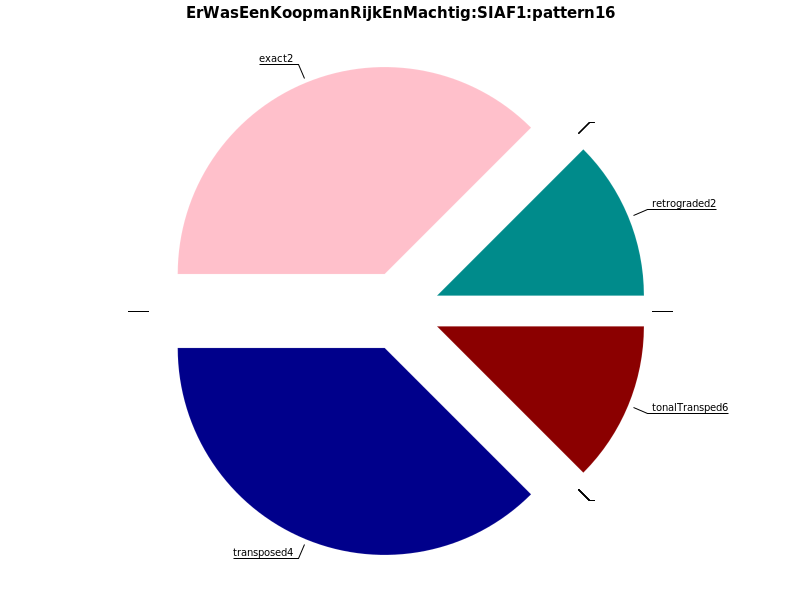 ErWasEenKoopmanRijkEnMachtig:SIAF1:pattern16
exact2
retrograded2
tonalTransped6
transposed4